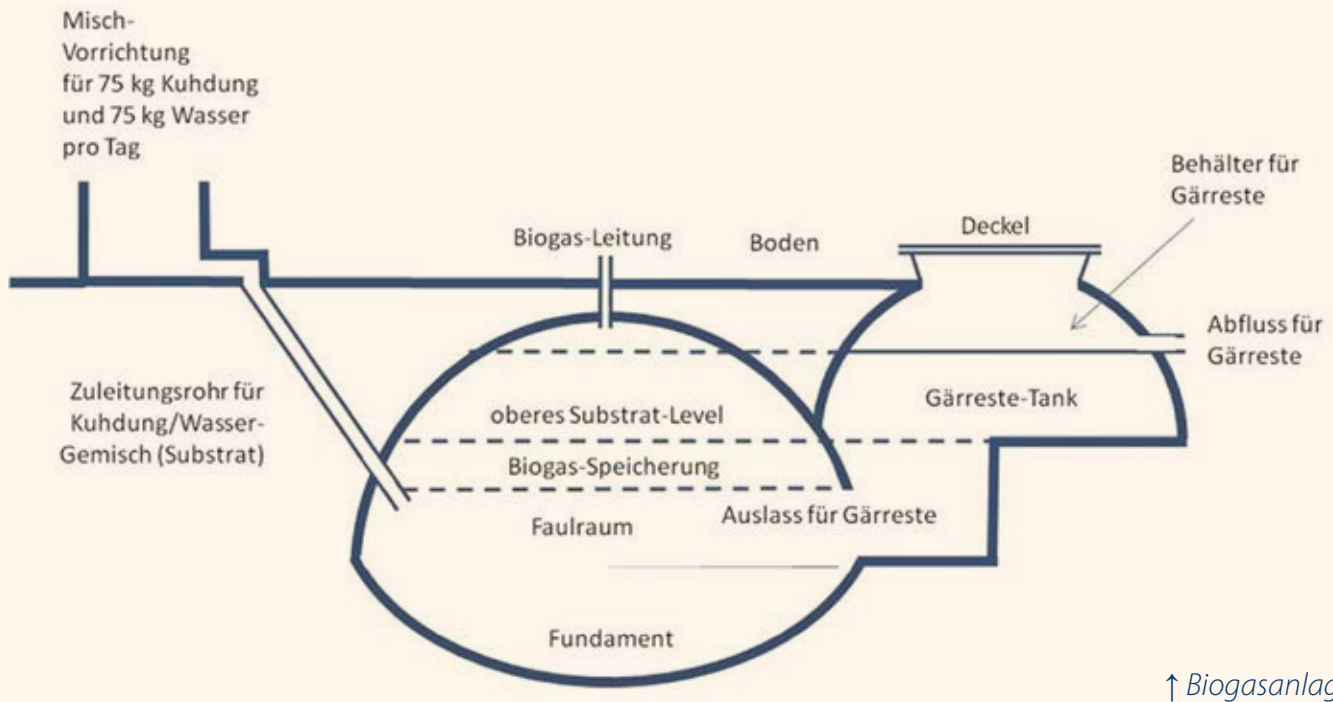 Misch-
Vorrichtung
für 75 kg Kuhdung
und 75 kg Wasser
pro Tag
Behälter für
Gärreste
Deckel
Biogas-Leitung
Boden
Abfluss für
Gärreste
Zuleitungsrohr für
Kuhdung/Wasser-
Gemisch (Substrat)
oberes Substrat-Level
Gärreste-Tank
Biogas-Speicherung
Auslass für Gärreste
Faulraum
Fundament
↑ Biogasanlag